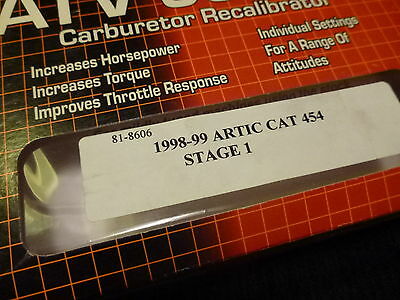 ATV
Carburetor Recalibrator
Increases Horsepower
Increases Torque
Improves Throttle Response
Individual Settings
For A Range Of
Attitudes
81-8606
1998-99 ARTIC CAT 454
STAGE 1